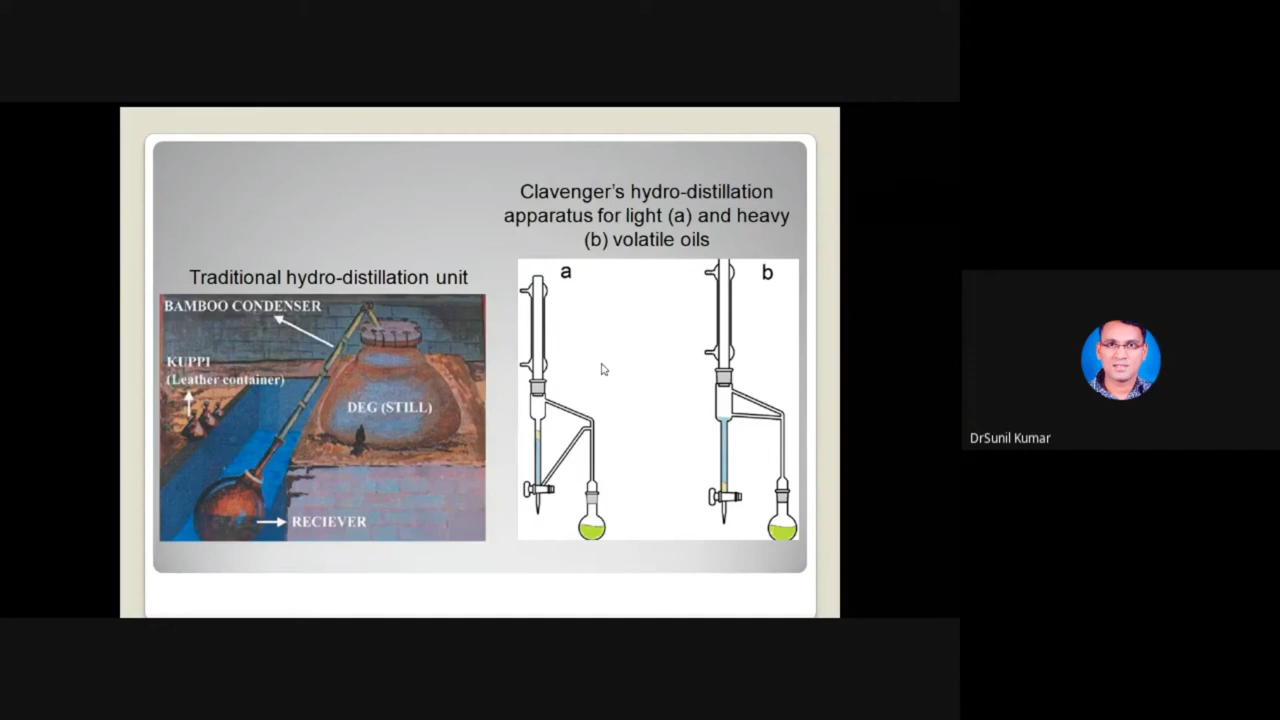 Clavenger's hydro-distillation
apparatus for light (a) and heavy
(b) volatile oils
Traditional hydro-distillation unit
BAMBOO CONDENSER
KUPPI
(Leather container)
DEG (STILL)
RECIEVER
a
b
DrSunil Kumar